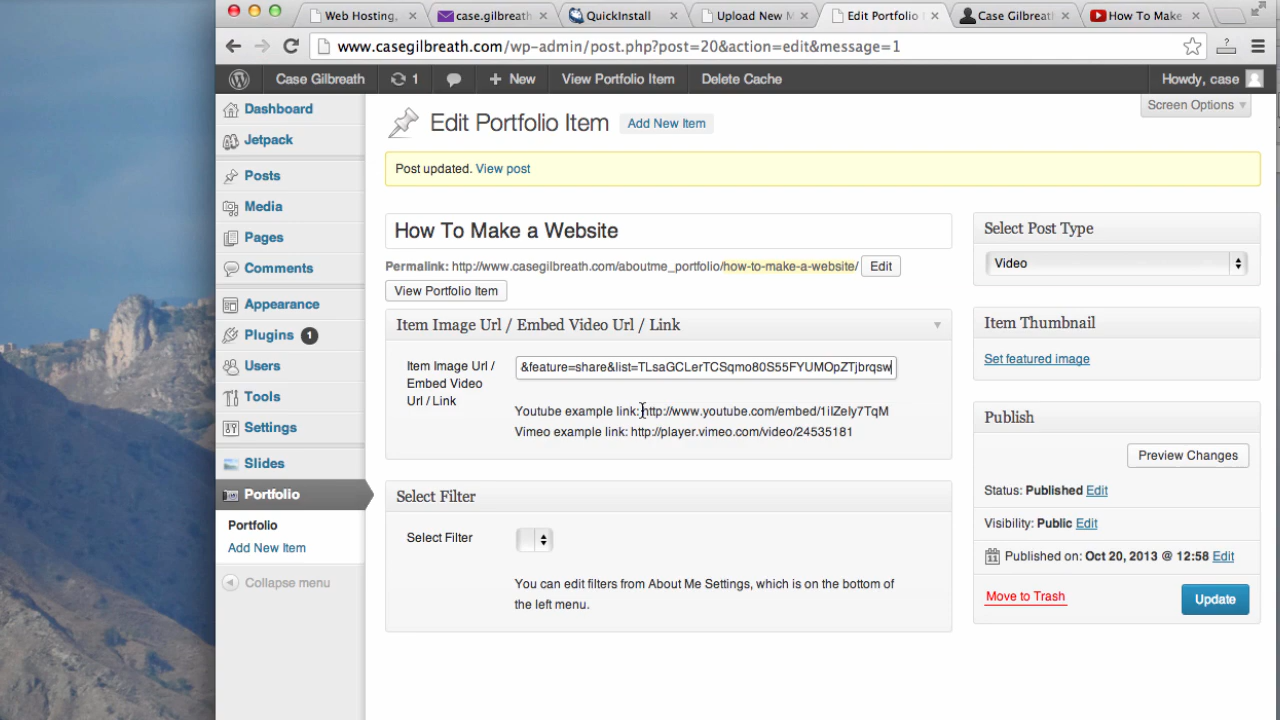 Web Hosting,
case.gilbreath
QuickInstall
Upload New M
Edit Portfolio
Case Gilbreath
How To Make
www.casegilbreath.com/wp-admin/post.php?post=20&action=edit&message=1
Case Gilbreath
1
New
View Portfolio Item
Delete Cache
Howdy, case
Dashboard
Jetpack
Posts
Media
Pages
Comments
Appearance
Plugins 1
Users
Tools
Settings
Slides
Portfolio
Portfolio
Add New Item
Collapse menu
Screen Options
Edit Portfolio Item
Add New Item
Post updated. View post
How To Make a Website
Permalink: http://www.casegilbreath.com/aboutme_portfolio/how-to-make-a-website/ Edit
View Portfolio Item
Item Image Url / Embed Video Url / Link
Item Image Url /
Embed Video
Url / Link
&feature=share&list=TLsaGCLerTCSqmo80S55FYUMOpZTjbrqsw
Youtube example link: http://www.youtube.com/embed/1iIZeIy7TqM
Vimeo example link: http://player.vimeo.com/video/24535181
Select Filter
Select Filter
You can edit filters from About Me Settings, which is on the bottom of
the left menu.
Select Post Type
Video
Item Thumbnail
Set featured image
Publish
Preview Changes
Status: Published Edit
Visibility: Public Edit
Published on: Oct 20, 2013 @ 12:58 Edit
Move to Trash
Update